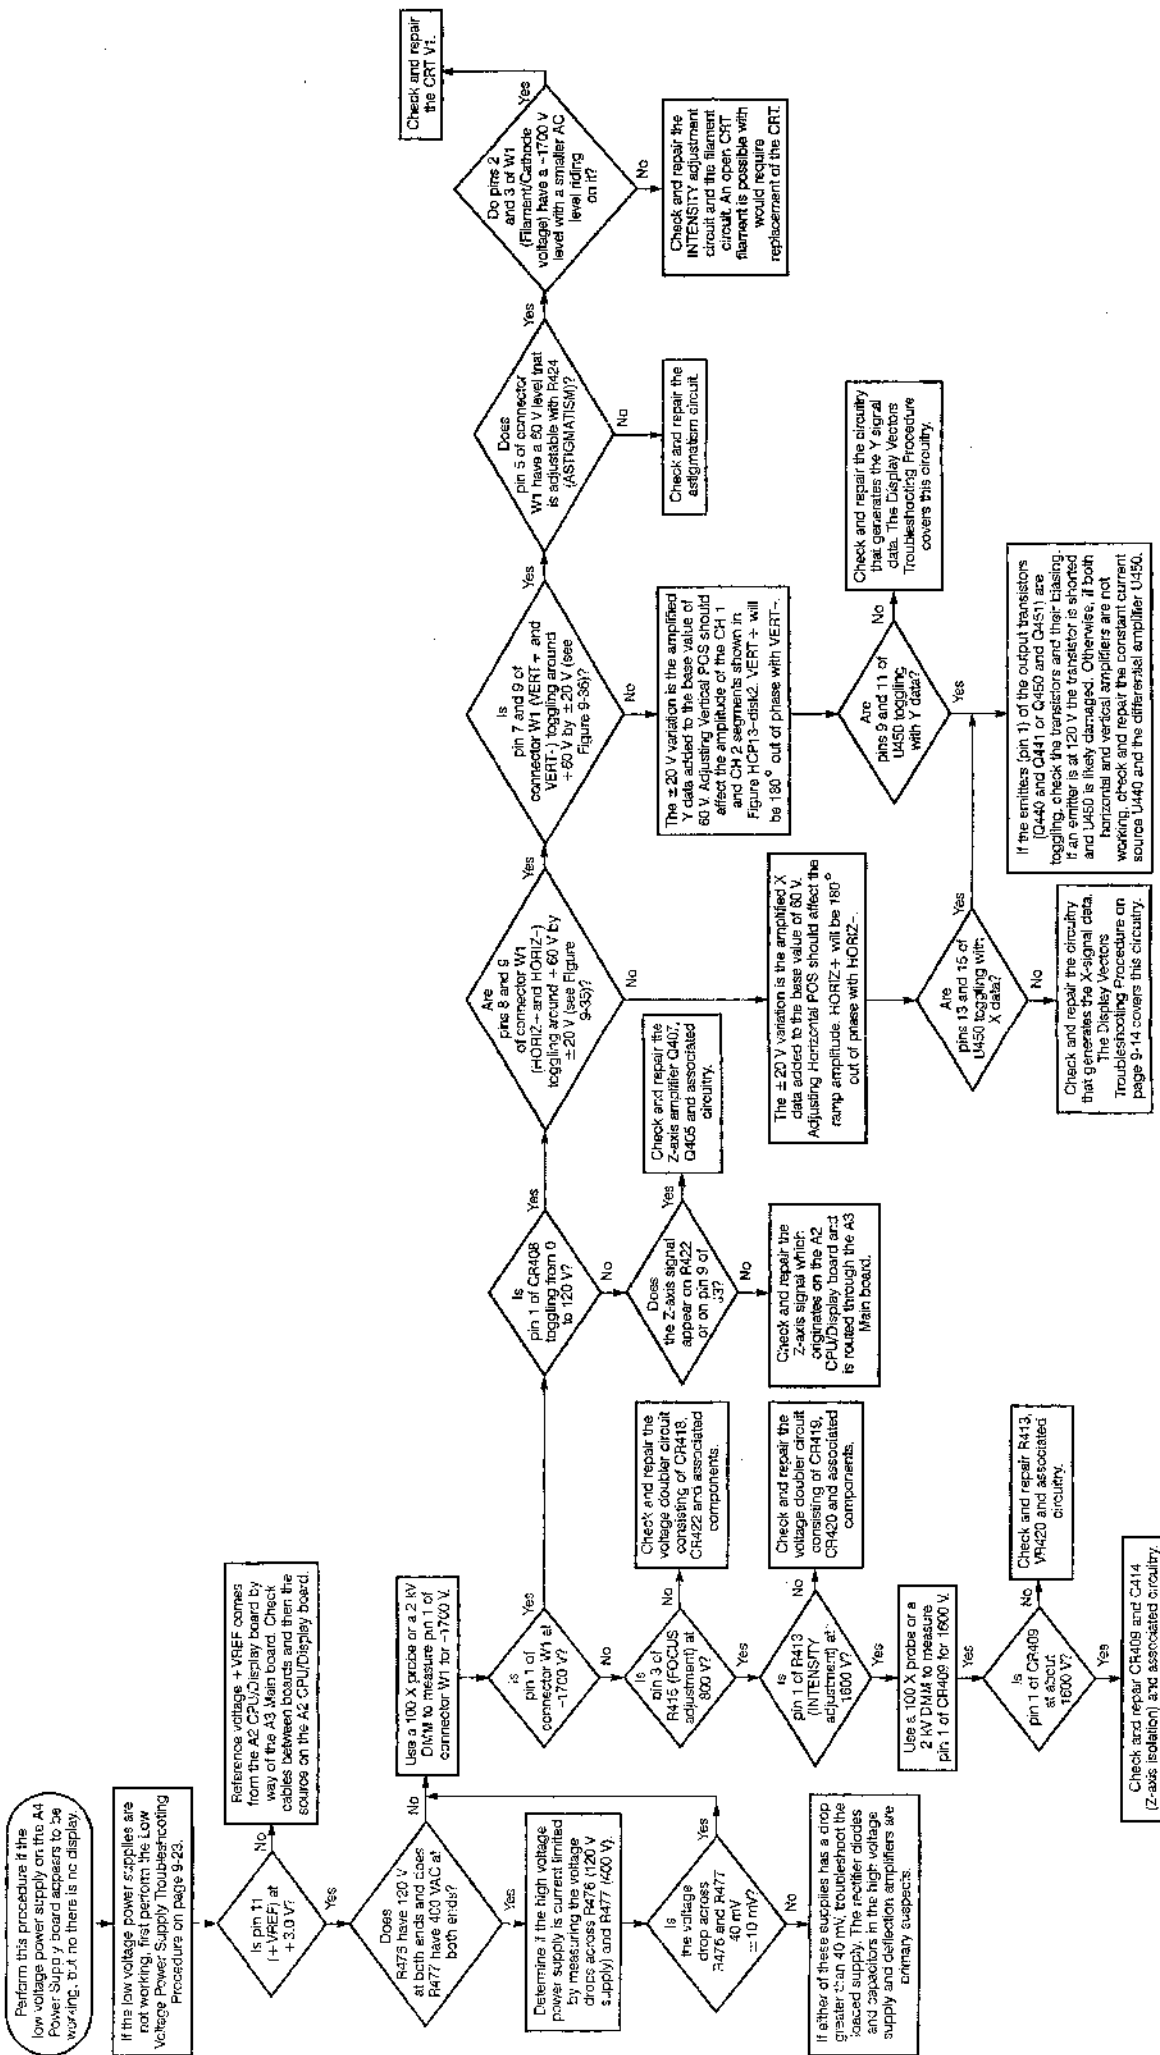 Perform this procedure if the
low voltage power supply on the A4
Power Supply board appears to be
working, but no there is no display.
If the low voltage power supplies are
not working, first perform the Low
Voltage Power Supply Troubleshooting
Procedure on page 9-23.
Is pin 11
(+VREF) at
+3.0 V?
No
Reference voltage +VREF comes
from the A2 CPU/Display board by
way of the A3 Main board. Check
cables between boards and then the
source on the A2 CPU/Display board.
Yes
Does
R476 have 120 V
at both ends and does
R477 have 400 VAC at
both ends?
No
Yes
Determine if the high voltage
power supply is current limited
by measuring the voltage
drops across R476 (120 V
supply) and R477 (400 V).
Is
the voltage
drop across
R476 and R477
40 mV
±10 mV?
Yes
No
If either of these supplies has a drop
greater than 40 mV, troubleshoot the
loaded supply. The rectifier diodes
and capacitors in the high voltage
supply and deflection amplifiers are
primary suspects.
Use a 100 X probe or a 2 kV
DMM to measure pin 1 of
connector W1 for -1700 V.
Is
pin 1 of
connector W1 at
-1700 V?
Yes
No
Is
pin 3 of
R415 (FOCUS
adjustment) at
800 V?
No
Check and repair the
voltage doubler circuit
consisting of CR418,
CR422 and associated
components.
Yes
Is
pin 1 of R413
(INTENSITY
adjustment) at
1600 V?
No
Check and repair the
voltage doubler circuit
consisting of CR419,
CR420 and associated
components.
Yes
Use a 100 X probe or a
2 kV DMM to measure
pin 1 of CR409 for 1600 V.
Yes
Is
pin 1 of CR409
at about
1600 V?
No
Check and repair R413,
VR420 and associated
circuitry.
Yes
Check and repair CR409 and C414
(Z-axis isolation) and associated circuitry.
Is
pin 1 of CR408
toggling from 0
to 120 V?
Yes
No
Does
the Z-axis signal
appear on R422
or on pin 9 of
J3?
Yes
Check and repair the
Z-axis amplifier Q407,
Q405 and associated
circuitry.
No
Check and repair the
Z-axis signal which
originates on the A2
CPU/Display board and
is routed through the A3
Main board.
Are
pins 8 and 9
of connector W1
(HORIZ+ and HORIZ-)
toggling around +60 V by
±20 V (see Figure
9-35)?
Yes
No
The ±20 V variation is the amplified X
data added to the base value of 60 V.
Adjusting Horizontal POS should affect the
ramp amplitude. HORIZ+ will be 180°
out of phase with HORIZ-.
Are
pins 13 and 15 of
U450 toggling with
X data?
Yes
No
Check and repair the circuitry
that generates the X-signal data.
The Display Vectors
Troubleshooting Procedure on
page 9-14 covers this circuitry.
Is
pin 7 and 9 of
connector W1 (VERT+ and
VERT-) toggling around
+60 V by ±20 V (see
Figure 9-36)?
Yes
No
The ±20 V variation is the amplified
Y data added to the base value of
60 V. Adjusting Vertical POS should
affect the amplitude of the CH 1
and CH 2 segments shown in
Figure HCP13-disk2. VERT+ will
be 180° out of phase with VERT-.
Are
pins 9 and 11 of
U450 toggling
with Y data?
No
Check and repair the circuitry
that generates the Y signal
data. The Display Vectors
Troubleshooting Procedure
covers this circuitry.
Yes
If the emitters (pin 1) of the output transistors
(Q440 and Q441 or Q450 and Q451) are
toggling, check the transistors and their biasing.
If an emitter is at 120 V the transistor is shorted
and U450 is likely damaged. Otherwise, if both
horizontal and vertical amplifiers are not
working, check and repair the constant current
source U440 and the differential amplifier U450.
Does
pin 5 of connector
W1 have a 60 V level that
is adjustable with R424
(ASTIGMATISM)?
Yes
No
Check and repair the
astigmatism circuit.
Do pins 2
and 3 of W1
(Filament/Cathode
voltage) have a -1700 V
level with a smaller AC
level riding
on it?
Yes
Check and repair
the CRT V1.
No
Check and repair the
INTENSITY adjustment
circuit and the filament
circuit. An open CRT
filament is possible with
would require
replacement of the CRT.